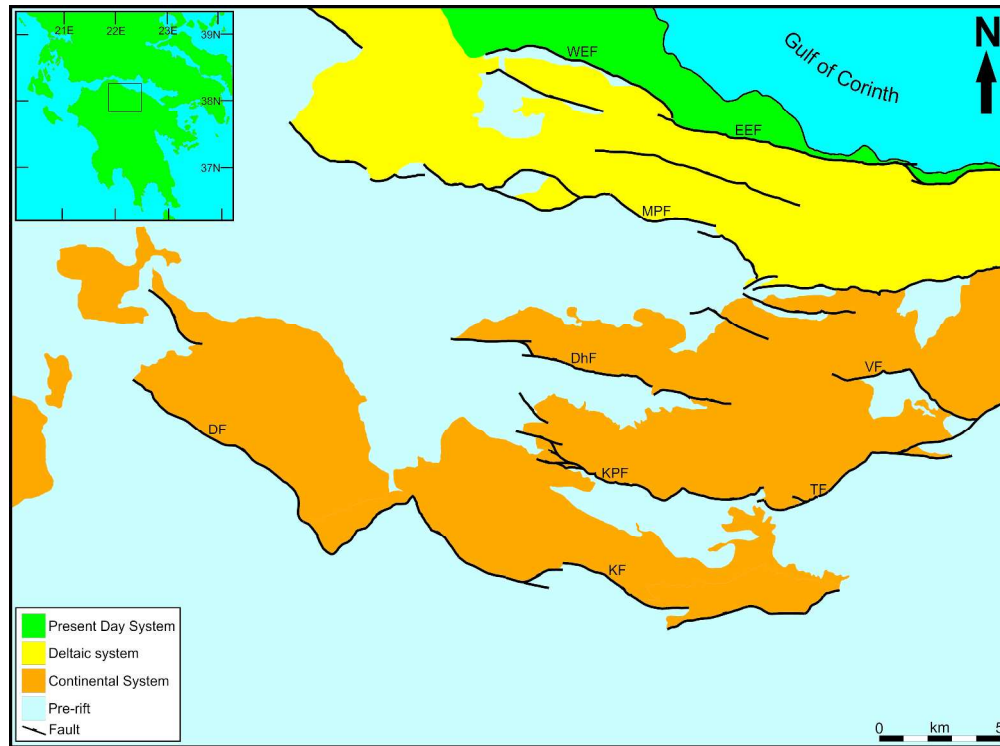 21E 22E 23E
39N
38N
37N
N
Gulf of Corinth
WEF
EEF
MPF
DhF
VF
DF
KPF
TF
KF
Present Day System
Deltaic system
Continental System
Pre-rift
Fault
0 km 5